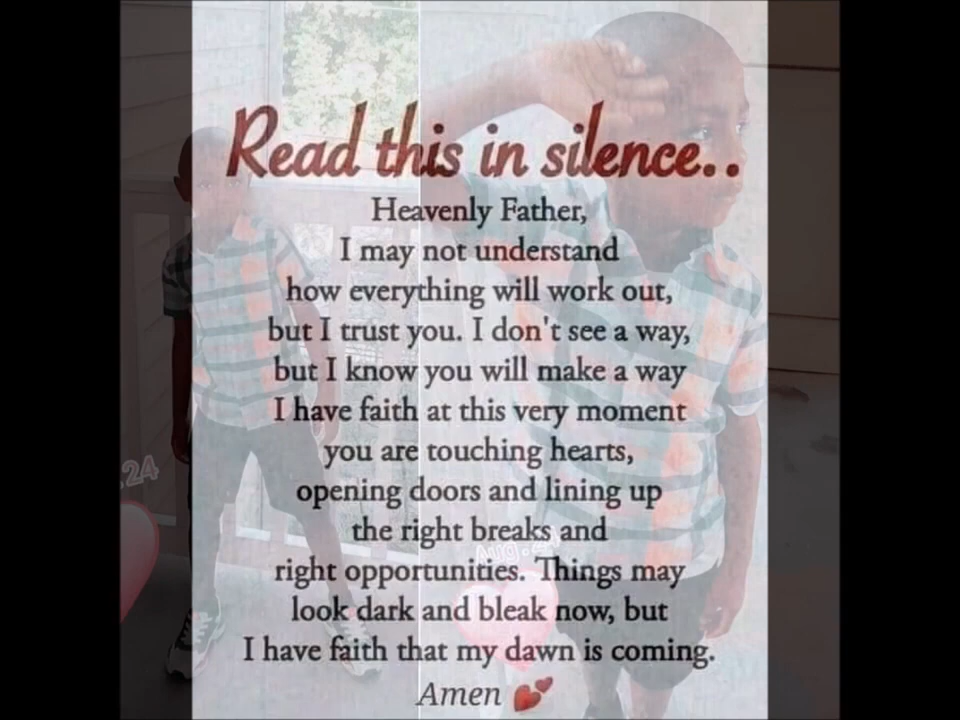 Read this in silence..
Heavenly Father,
I may not understand
how everything will work out,
but I trust you. I don't see a way,
but I know you will make a way
I have faith at this very moment
you are touching hearts,
opening doors and lining up
the right breaks and
right opportunities. Things may
look dark and bleak now, but
I have faith that my dawn is coming.
Amen 💕
.24
Aug.24